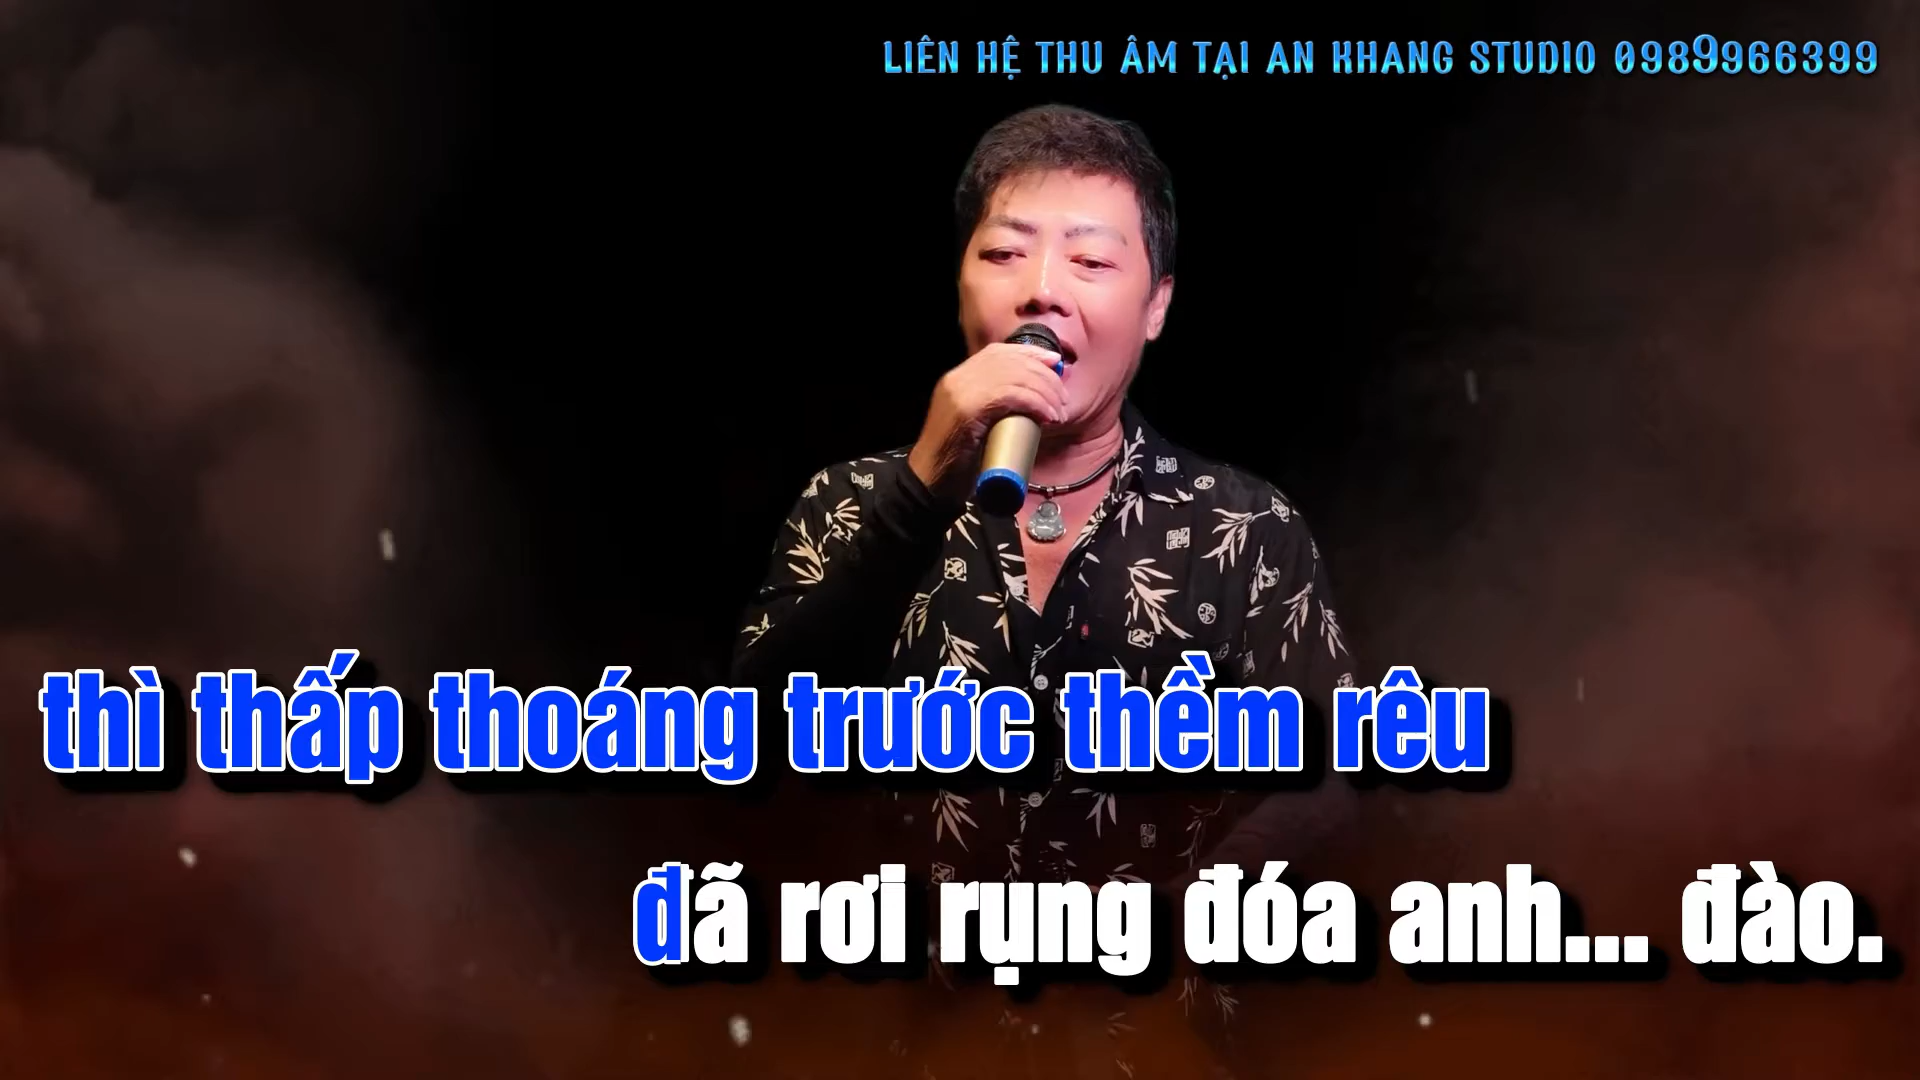 LIÊN HỆ THU ÂM TẠI AN KHANG STUDIO 0989966399
thì thấp thoáng trước thềm rêu
đã rơi rụng đóa anh... đào.